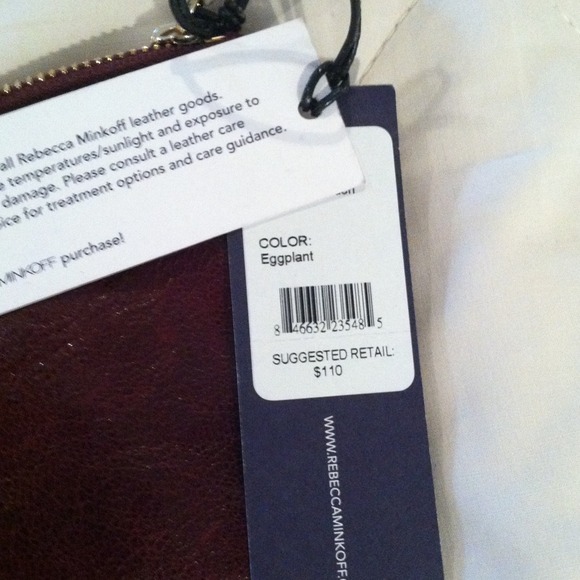 all Rebecca Minkoff leather goods.
temperatures/sunlight and exposure to
damage. Please consult a leather care
for treatment options and care guidance.
MINKOFF purchase!
COLOR:
Eggplant
8 46632 23548 5
SUGGESTED RETAIL:
$110
WWW.REBECCAMINKOFF.